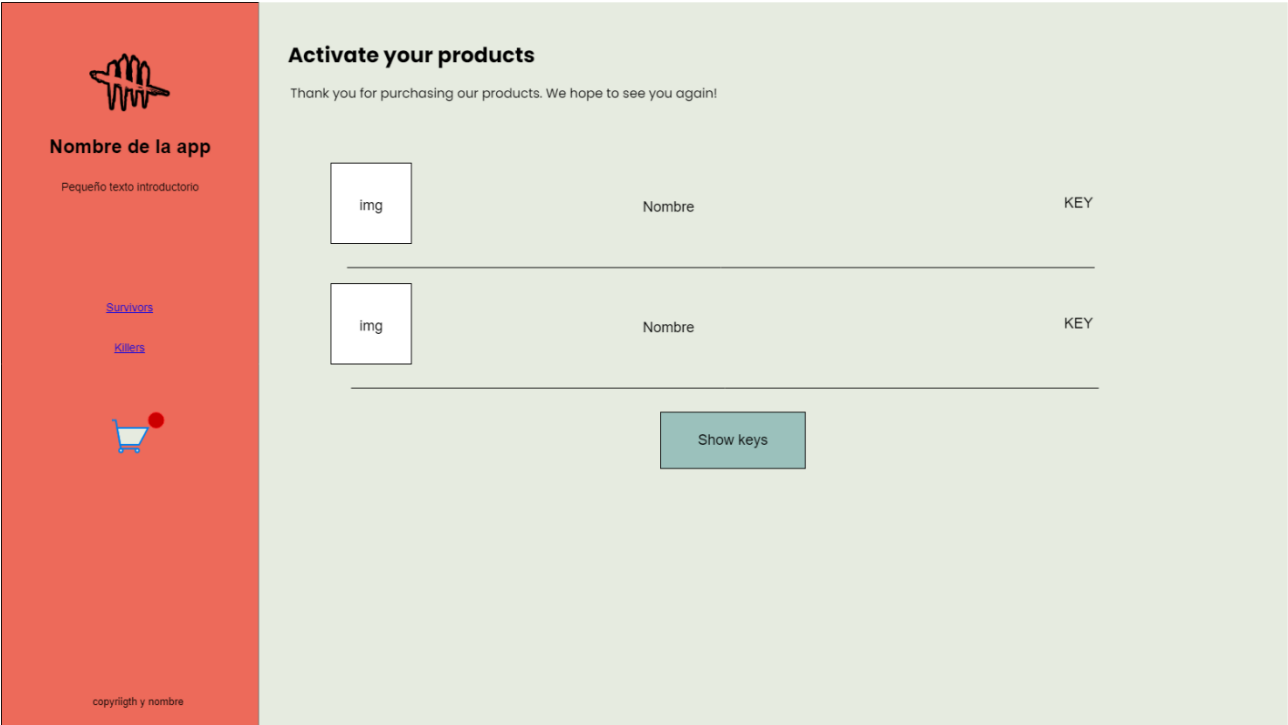 Nombre de la app
Pequeño texto introductorio
Survivors
Killers
copyriigth y nombre
Activate your products
Thank you for purchasing our products. We hope to see you again!
img
Nombre
KEY
img
Nombre
KEY
Show keys